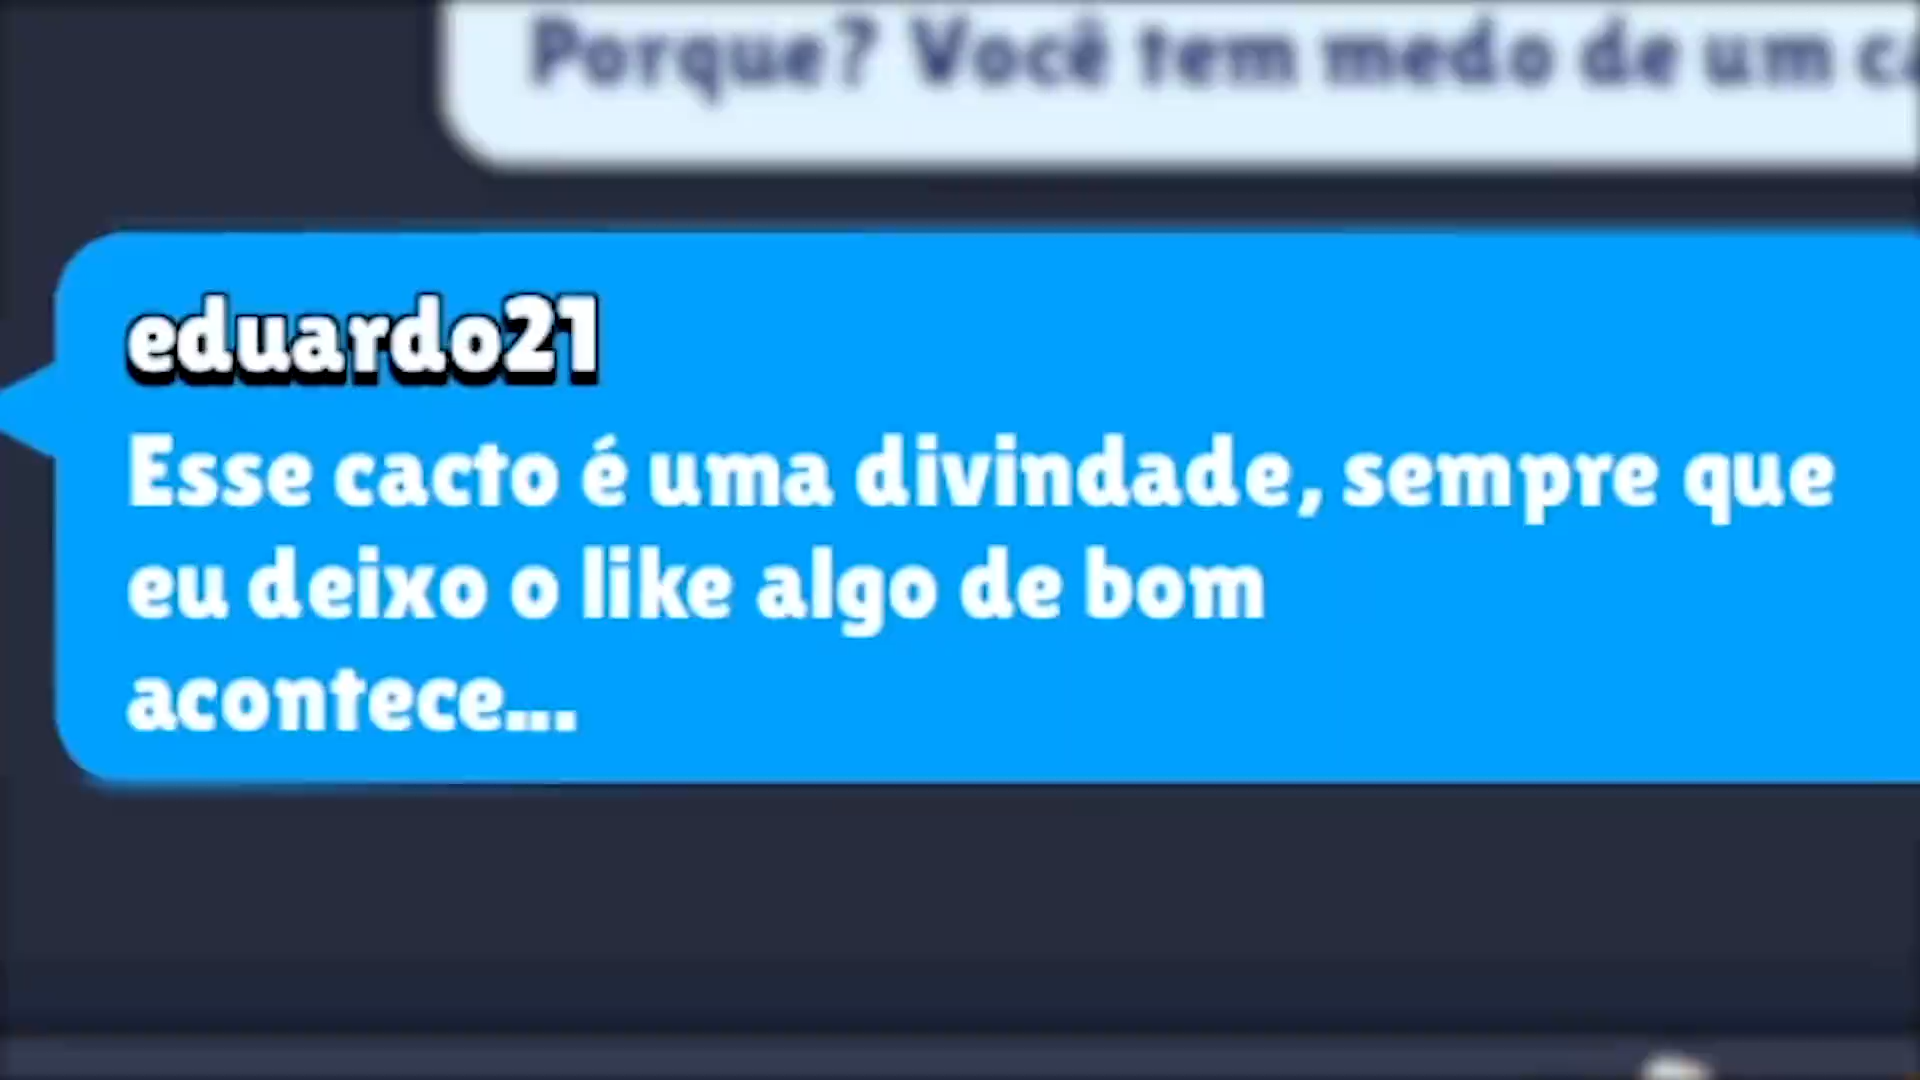 Porque? Você tem medo de um
eduardo21
Esse cacto é uma divindade, sempre que
eu deixo o like algo de bom
acontece...